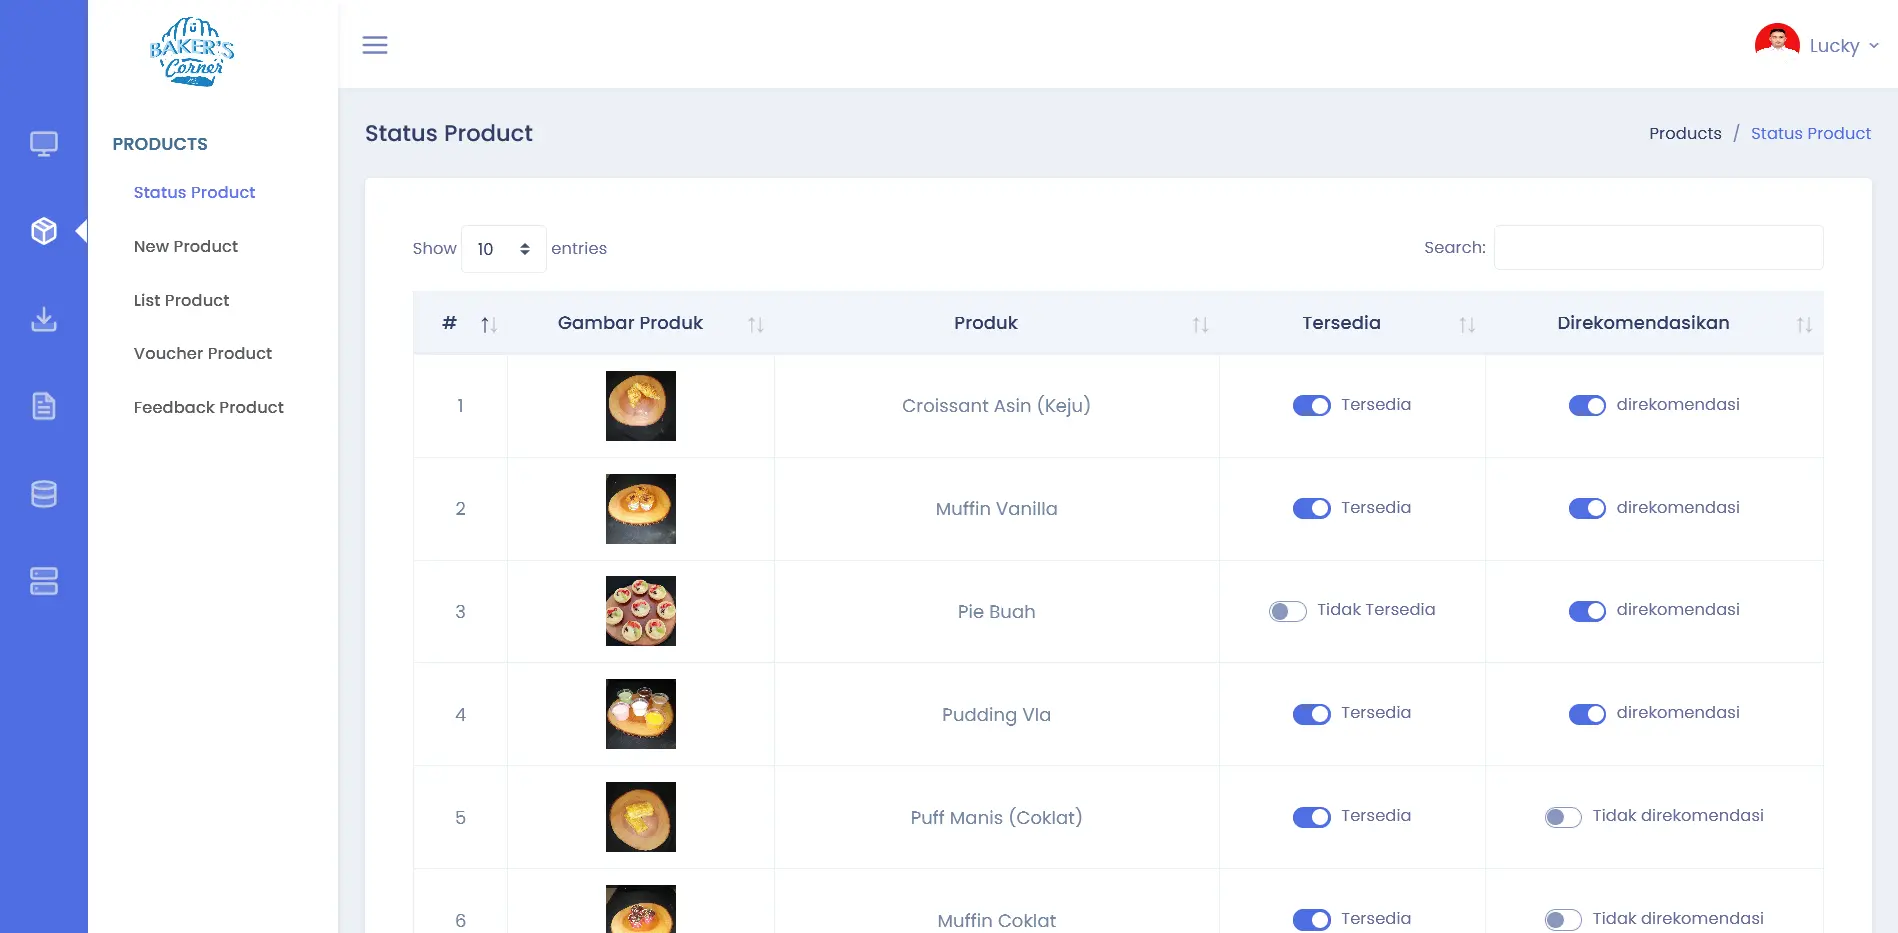 BAKER'S
Corner
Lucky
PRODUCTS
Status Product
New Product
List Product
Voucher Product
Feedback Product
Status Product
Products / Status Product
Show 10 entries
Search:
# Gambar Produk Produk Tersedia Direkomendasikan
1 Croissant Asin (Keju) Tersedia direkomendasi
2 Muffin Vanilla Tersedia direkomendasi
3 Pie Buah Tidak Tersedia direkomendasi
4 Pudding Vla Tersedia direkomendasi
5 Puff Manis (Coklat) Tersedia Tidak direkomendasi
6 Muffin Coklat Tersedia Tidak direkomendasi